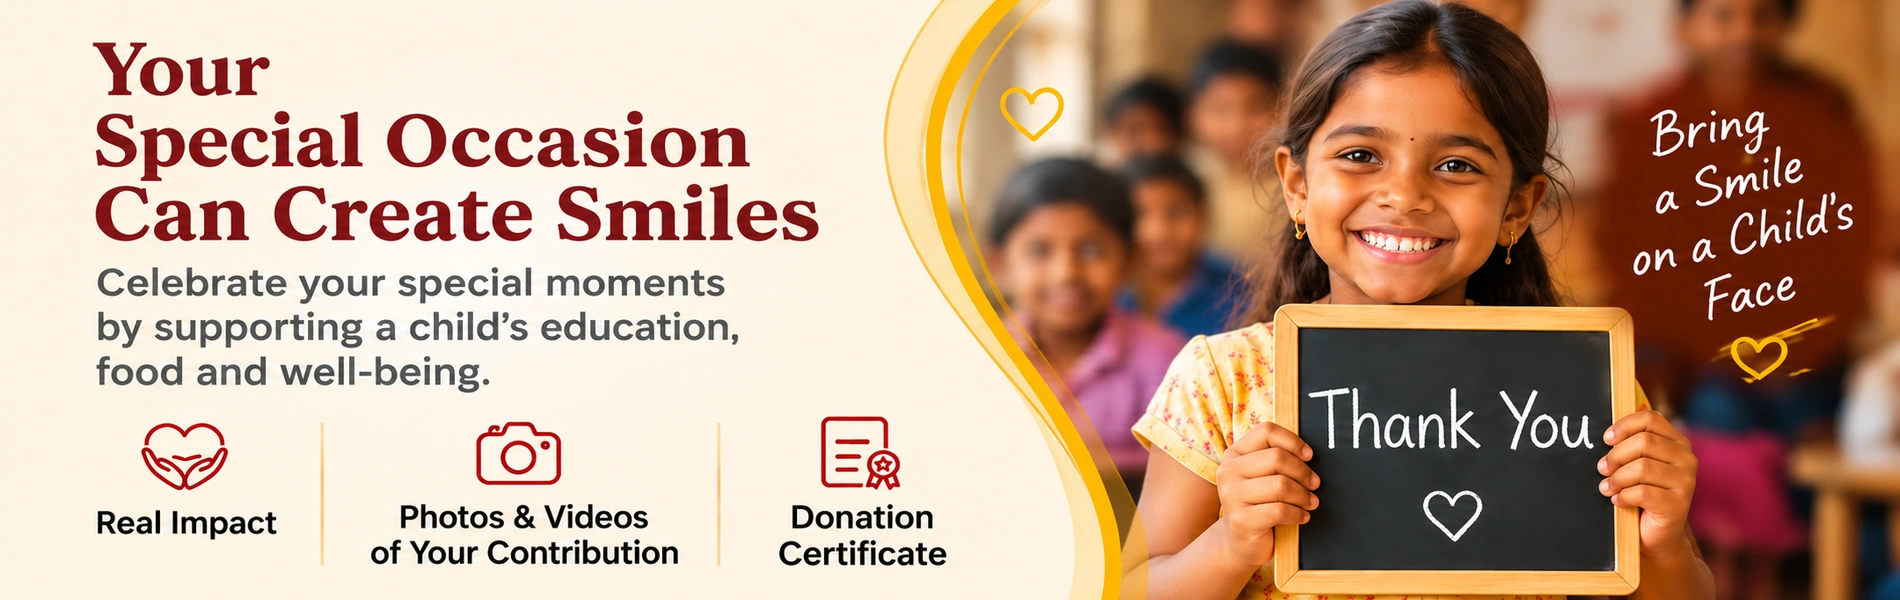 Your
Special Occasion
Can Create Smiles
Celebrate your special moments
by supporting a child's education,
food and well-being.
Real Impact
Photos & Videos
of Your Contribution
Donation
Certificate
Bring
a Smile
on a Child's
Face
Thank You